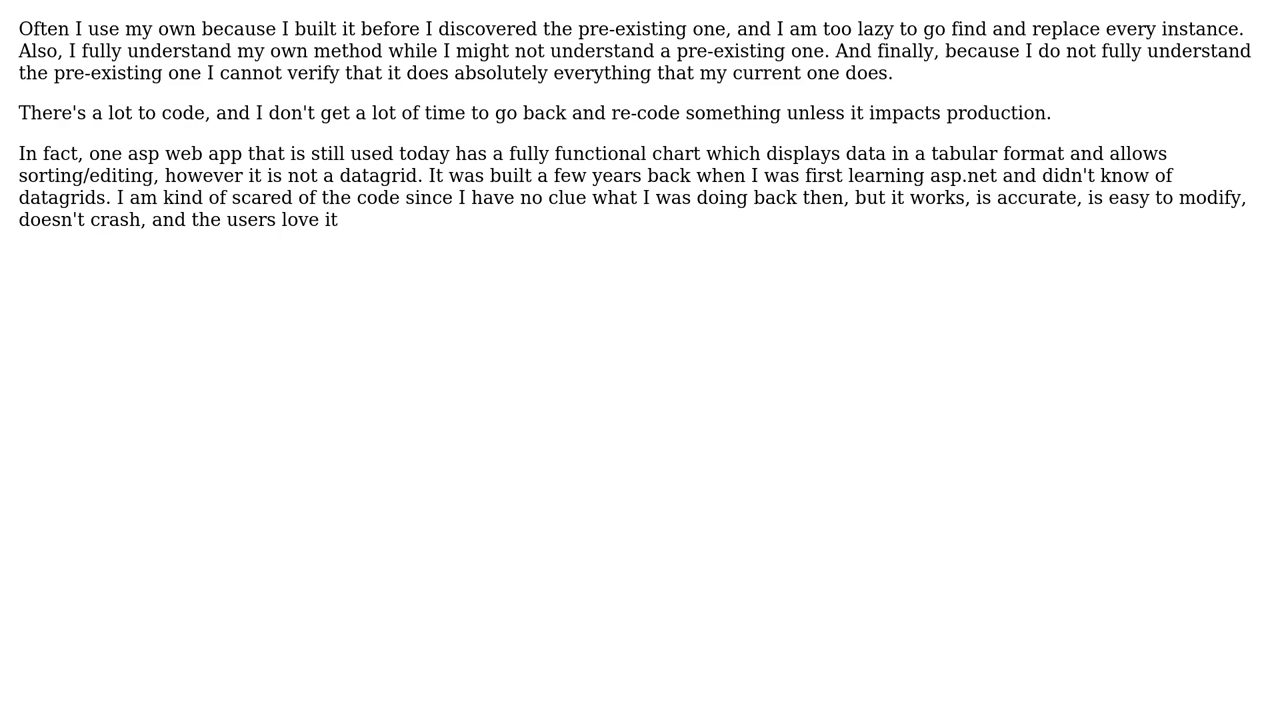 Often I use my own because I built it before I discovered the pre-existing one, and I am too lazy to go find and replace every instance.
Also, I fully understand my own method while I might not understand a pre-existing one. And finally, because I do not fully understand
the pre-existing one I cannot verify that it does absolutely everything that my current one does.
There's a lot to code, and I don't get a lot of time to go back and re-code something unless it impacts production.
In fact, one asp web app that is still used today has a fully functional chart which displays data in a tabular format and allows
sorting/editing, however it is not a datagrid. It was built a few years back when I was first learning asp.net and didn't know of
datagrids. I am kind of scared of the code since I have no clue what I was doing back then, but it works, is accurate, is easy to modify,
doesn't crash, and the users love it